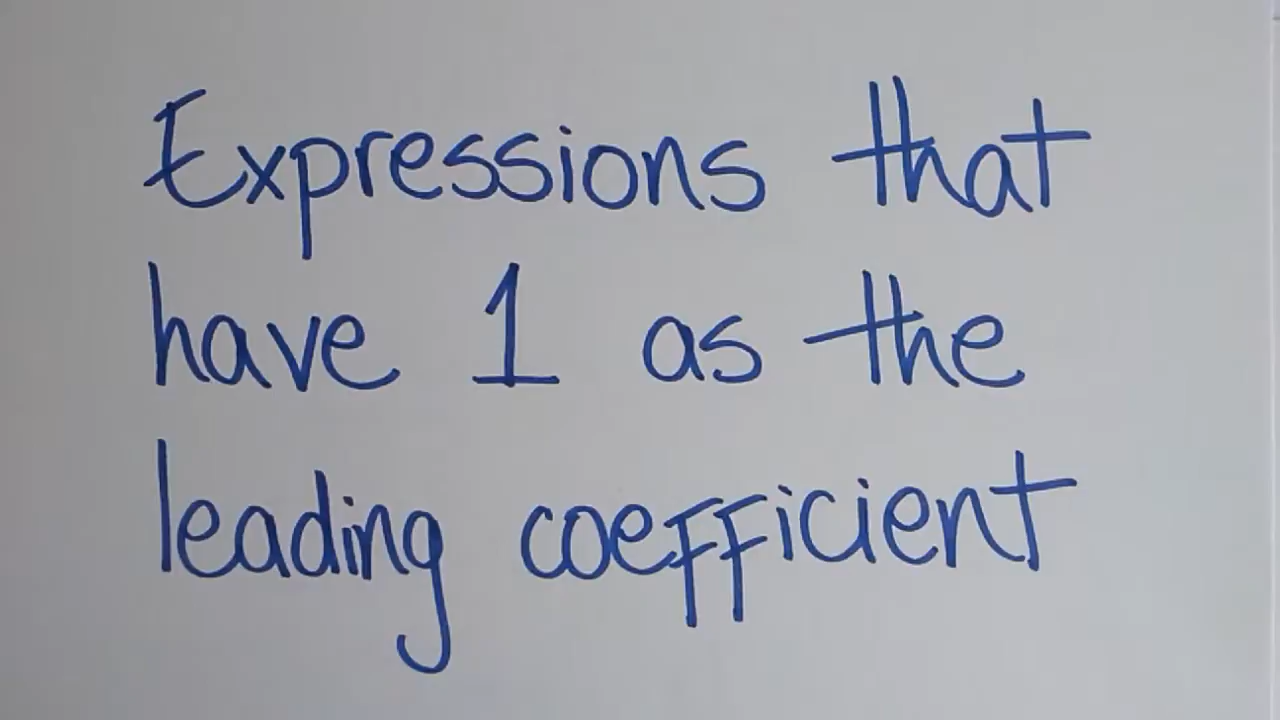 Expressions that
have 1 as the
leading coefficient